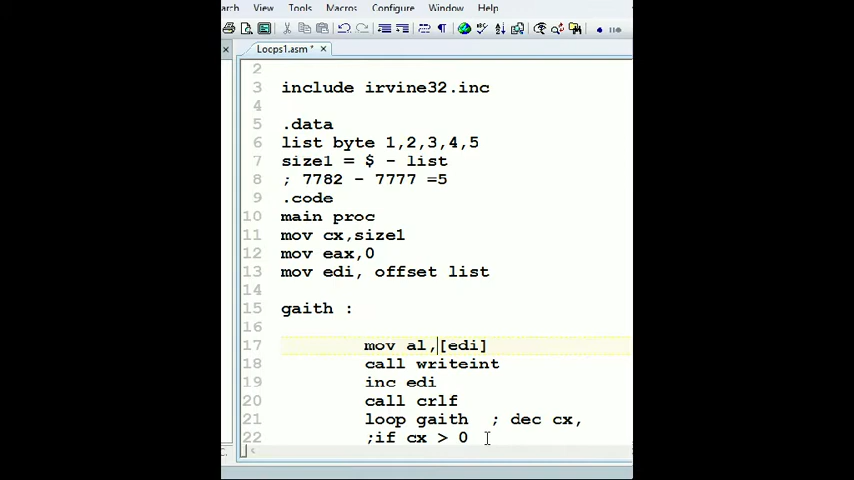 arch View Tools Macros Configure Window Help
Locps1.asm *
2
3 include irvine32.inc
4
5 .data
6 list byte 1,2,3,4,5
7 size1 = $ - list
8 ; 7782 - 7777 =5
9 .code
10 main proc
11 mov cx,size1
12 mov eax,0
13 mov edi, offset list
14
15 gaith :
16
17 mov al,[edi]
18 call writeint
19 inc edi
20 call crlf
21 loop gaith ; dec cx,
22 ;if cx > 0